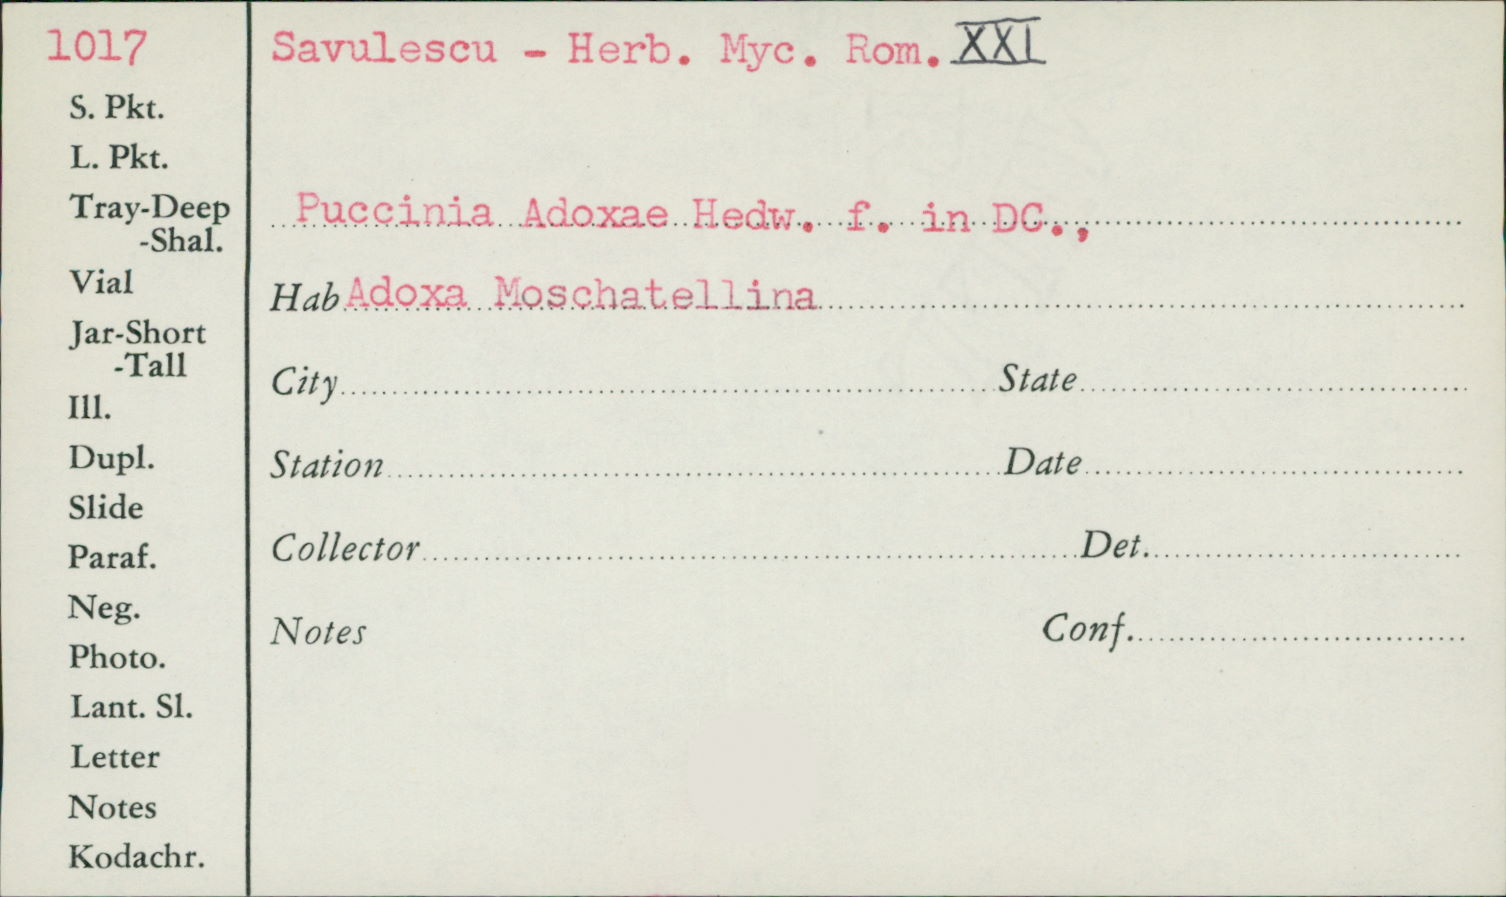 1017
S. Pkt.
L. Pkt.
Tray-Deep
-Shal.
Vial
Jar-Short
-Tall
Ill.
Dupl.
Slide
Paraf.
Neg.
Photo.
Lant. Sl.
Letter
Notes
Kodachr.
Savulescu - Herb. Myc. Rom. XXI
Puccinia Adoxae Hedw. f. in DC.,
Hab Adoxa Moschatellina
City State
Station Date
Collector Det.
Notes Conf.